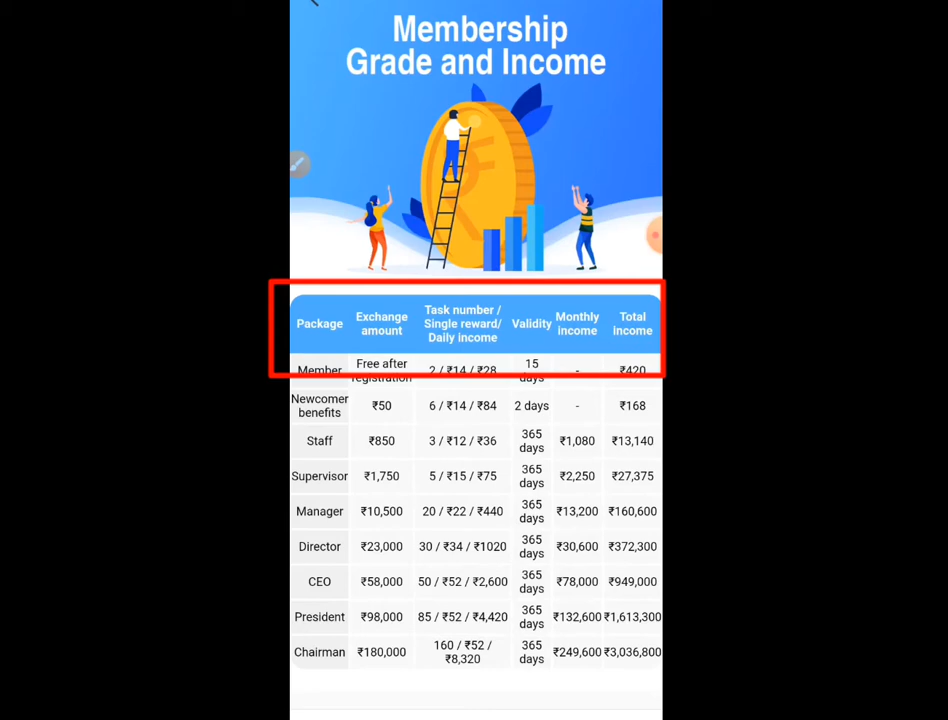 Membership
Grade and Income
Package Exchange amount Task number / Single reward/ Daily income Validity Monthly income Total income
Member Free after registration 2 / ₹14 / ₹28 15 days - ₹420
Newcomer benefits ₹50 6 / ₹14 / ₹84 2 days - ₹168
Staff ₹850 3 / ₹12 / ₹36 365 days ₹1,080 ₹13,140
Supervisor ₹1,750 5 / ₹15 / ₹75 365 days ₹2,250 ₹27,375
Manager ₹10,500 20 / ₹22 / ₹440 365 days ₹13,200 ₹160,600
Director ₹23,000 30 / ₹34 / ₹1020 365 days ₹30,600 ₹372,300
CEO ₹58,000 50 / ₹52 / ₹2,600 365 days ₹78,000 ₹949,000
President ₹98,000 85 / ₹52 / ₹4,420 365 days ₹132,600 ₹1,613,300
Chairman ₹180,000 160 / ₹52 / ₹8,320 365 days ₹249,600 ₹3,036,800